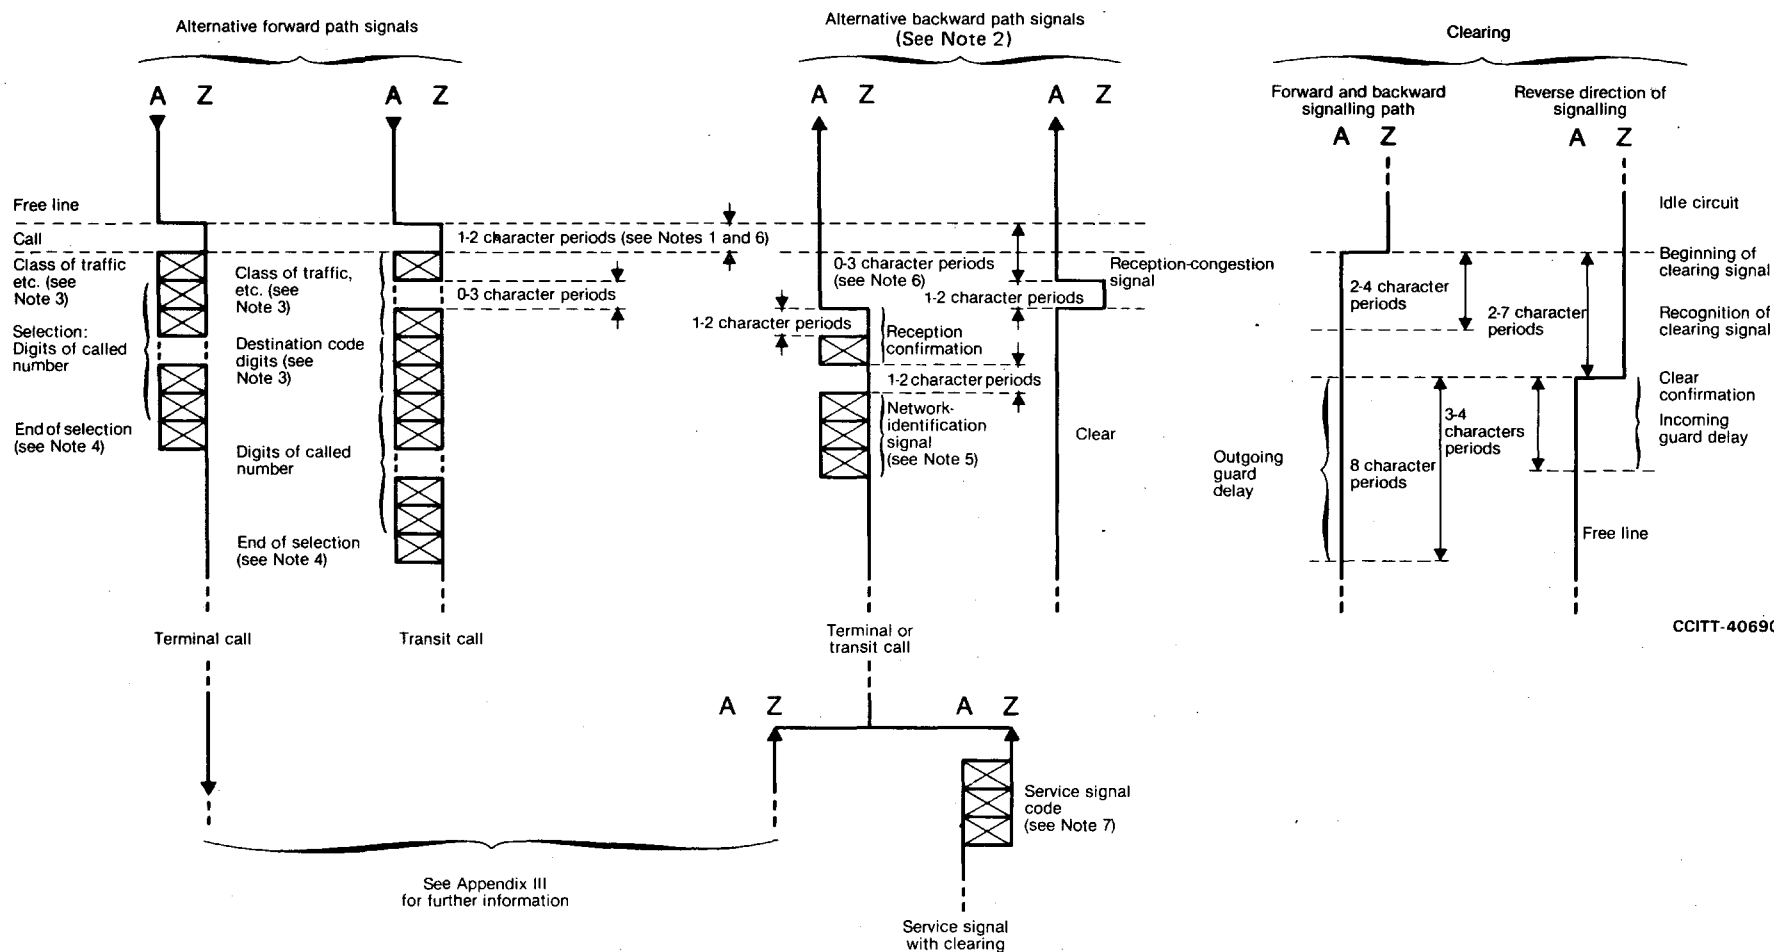 Alternative forward path signals
Alternative backward path signals
(See Note 2)
Clearing
Forward and backward
signalling path
Reverse direction of
signalling
A Z
A Z
A Z
A Z
A Z
A Z
Free line
Call
Class of traffic
etc. (see
Note 3)
Selection:
Digits of called
number
End of selection
(see Note 4)
Class of traffic,
etc. (see
Note 3)
Destination code
digits (see
Note 3)
Digits of called
number
End of selection
(see Note 4)
1-2 character periods (see Notes 1 and 6)
0-3 character periods
0-3 character periods
(see Note 6)
1-2 character periods
Reception-congestion
signal
1-2 character periods
Reception
confirmation
1-2 character periods
Network-
identification
signal
(see Note 5)
Clear
Idle circuit
Beginning of
clearing signal
2-4 character
periods
2-7 character
periods
Recognition of
clearing signal
Clear
confirmation
3-4
characters
periods
Incoming
guard delay
Outgoing
guard
delay
8 character
periods
Free line
Terminal call
Transit call
Terminal or
transit call
CCITT-40690
A Z
A Z
Service signal
code
(see Note 7)
See Appendix III
for further information
Service signal
with clearing